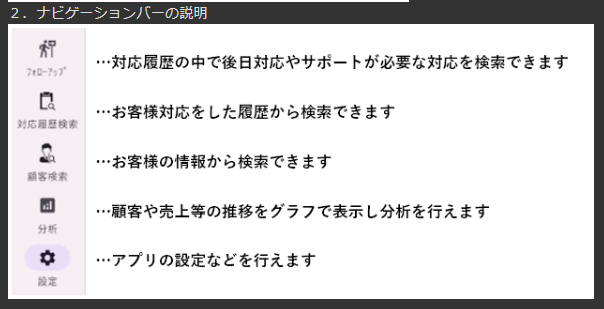 ２．ナビゲーションバーの説明
ﾌｫﾛｰｱｯﾌﾟ
…対応履歴の中で後日対応やサポートが必要な対応を検索できます
対応履歴検索
…お客様対応をした履歴から検索できます
顧客検索
…お客様の情報から検索できます
分析
…顧客や売上等の推移をグラフで表示し分析を行えます
設定
…アプリの設定などを行えます